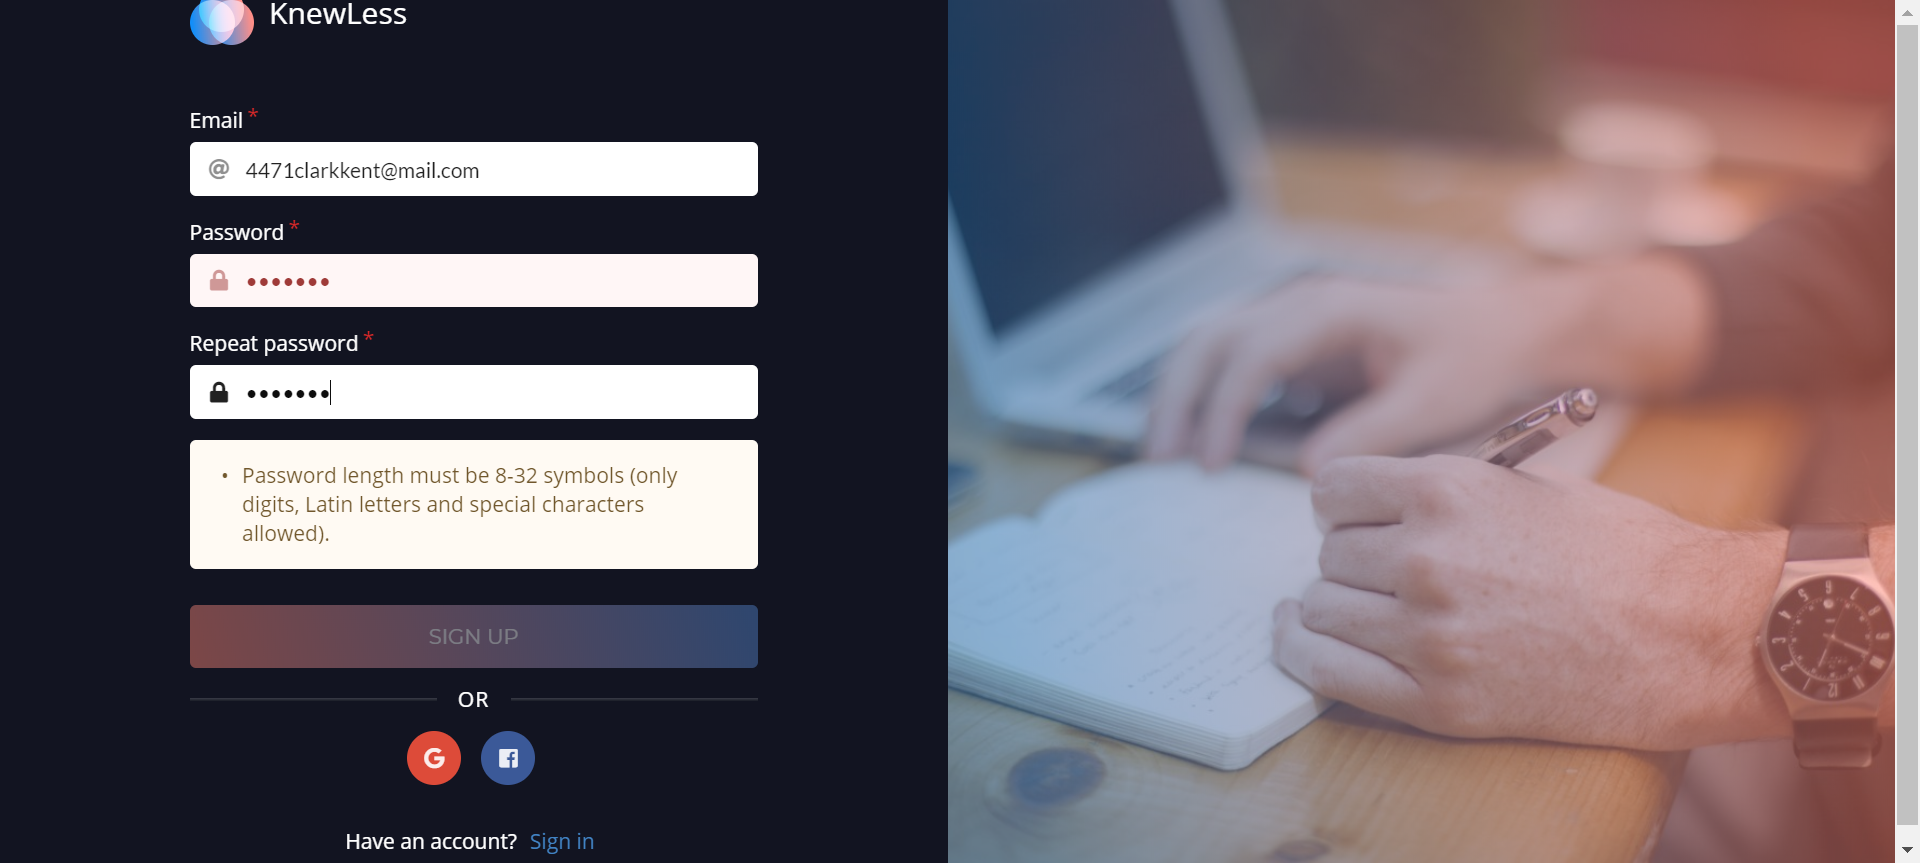 KnewLess
Email *
@ 4471clarkkent@mail.com
Password *
•••••••
Repeat password *
•••••••
• Password length must be 8-32 symbols (only
digits, Latin letters and special characters
allowed).
SIGN UP
OR
G f
Have an account? Sign in